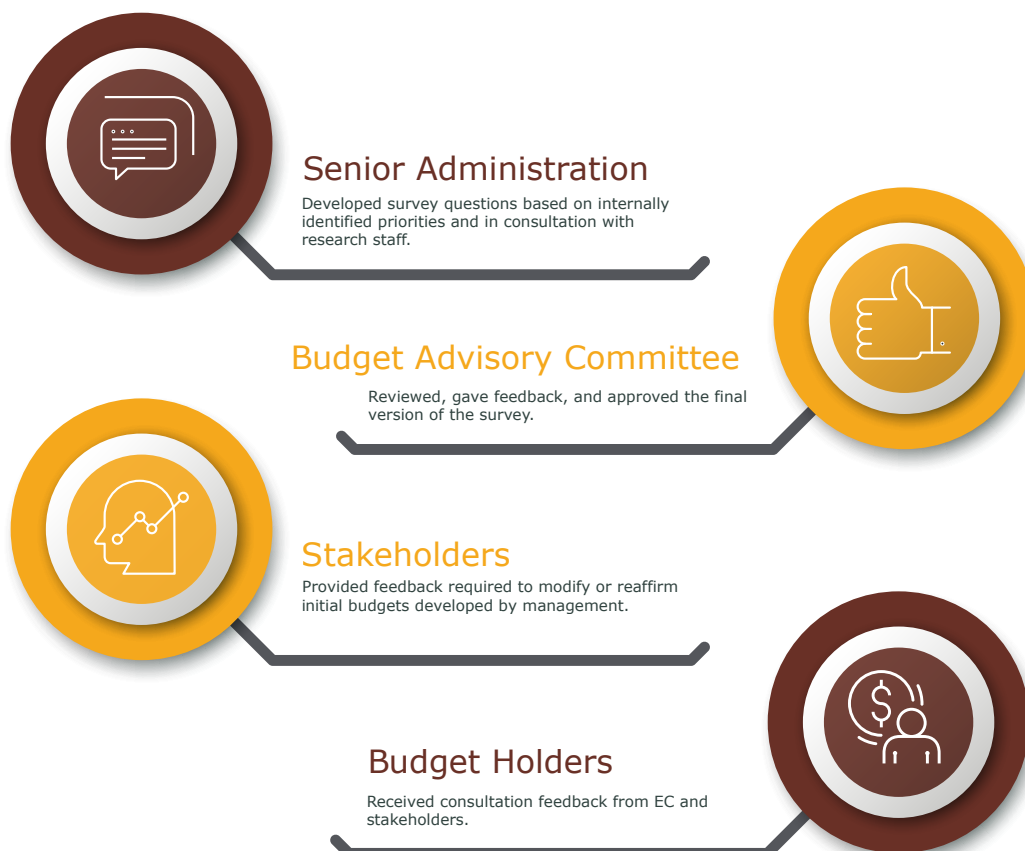 Senior Administration
Developed survey questions based on internally
identified priorities and in consultation with
research staff.
Budget Advisory Committee
Reviewed, gave feedback, and approved the final
version of the survey.
Stakeholders
Provided feedback required to modify or reaffirm
initial budgets developed by management.
Budget Holders
Received consultation feedback from EC and
stakeholders.